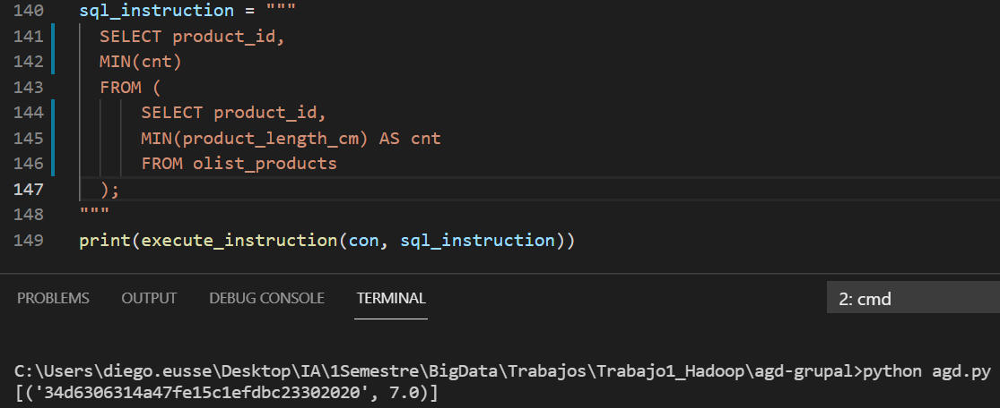 140 sql_instruction = """
141 SELECT product_id,
142 MIN(cnt)
143 FROM (
144 SELECT product_id,
145 MIN(product_length_cm) AS cnt
146 FROM olist_products
147 );
148 """
149 print(execute_instruction(con, sql_instruction))
PROBLEMS OUTPUT DEBUG CONSOLE TERMINAL 2: cmd
C:\Users\diego.eusse\Desktop\IA\1Semestre\BigData\Trabajos\Trabajo1_Hadoop\agd-grupal>python agd.py
[('34d6306314a47fe15c1efdbc23302020', 7.0)]